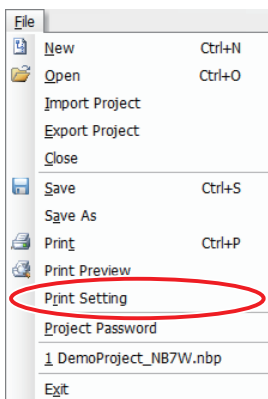 File
New Ctrl+N
Open Ctrl+O
Import Project
Export Project
Close
Save Ctrl+S
Save As
Print Ctrl+P
Print Preview
Print Setting
Project Password
1 DemoProject_NB7W.nbp
Exit